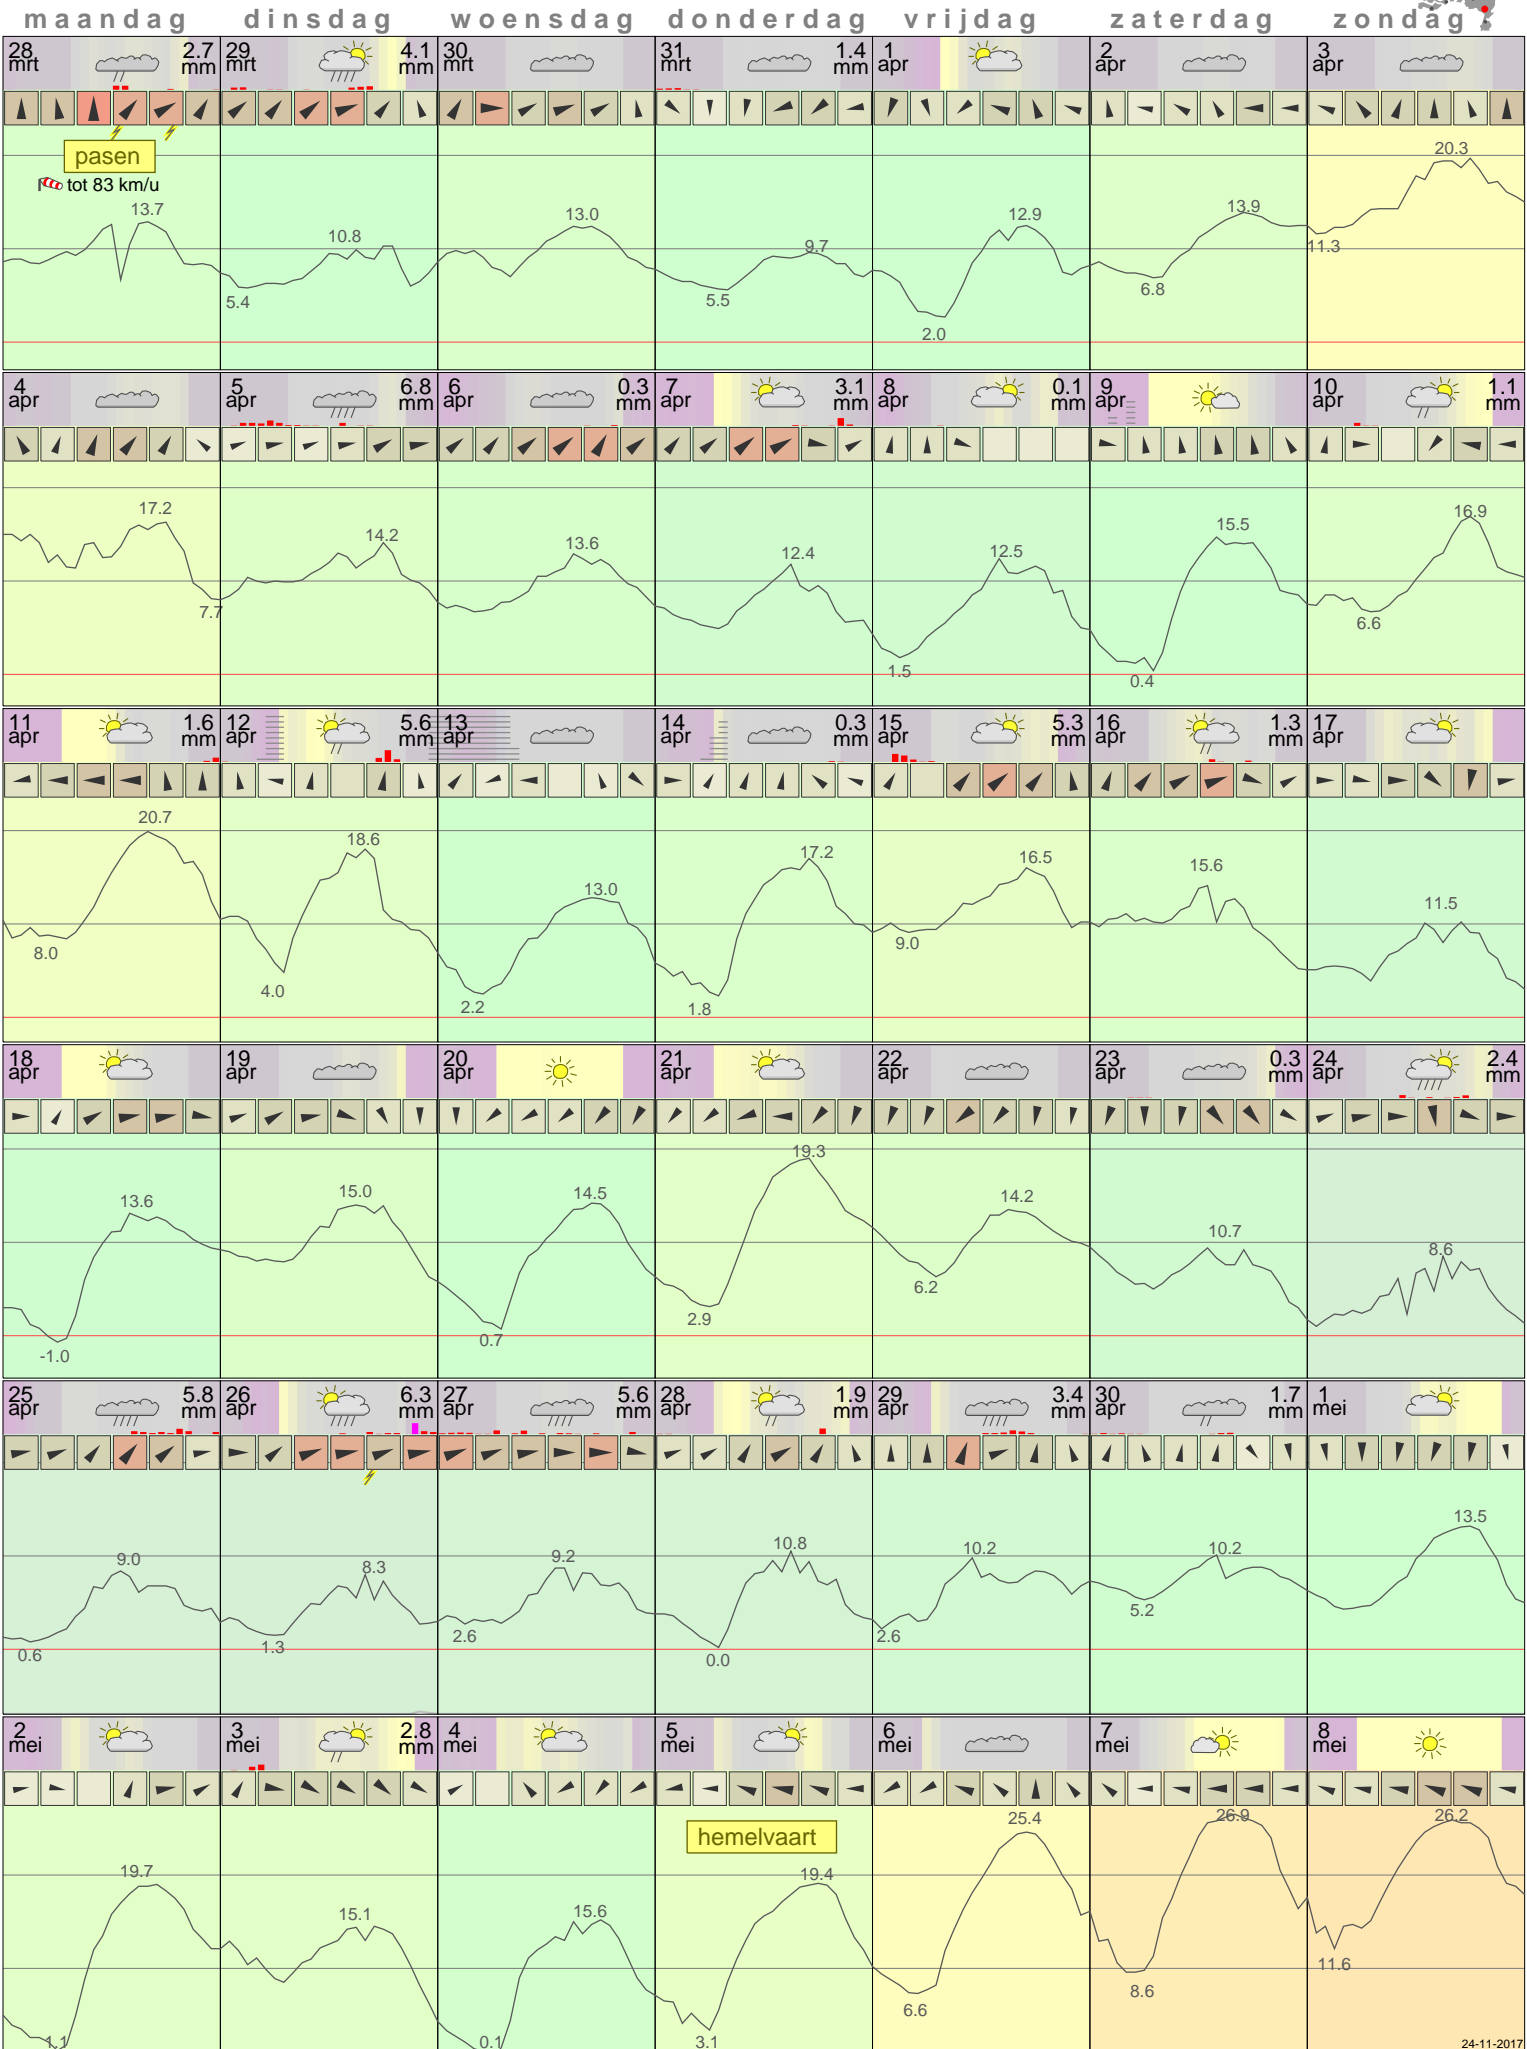 maandag dinsdag woensdag donderdag vrijdag zaterdag zondag
28 mrt 2.7 mm 29 mrt 4.1 mm 30 mrt 31 mrt 1.4 mm 1 apr 2 apr 3 apr
pasen
tot 83 km/u
13.7 5.4 10.8 13.0 5.5 9.7 2.0 12.9 6.8 13.9 11.3 20.3
4 apr 5 apr 6.8 mm 6 apr 0.3 mm 7 apr 3.1 mm 8 apr 0.1 mm 9 apr 10 apr 1.1 mm
17.2 7.7 14.2 13.6 12.4 1.5 12.5 0.4 15.5 6.6 16.9
11 apr 1.6 mm 12 apr 5.6 mm 13 apr 14 apr 0.3 mm 15 apr 5.3 mm 16 apr 1.3 mm 17 apr
8.0 20.7 4.0 18.6 2.2 13.0 1.8 17.2 9.0 16.5 15.6 11.5
18 apr 19 apr 20 apr 21 apr 22 apr 23 apr 0.3 mm 24 apr 2.4 mm
-1.0 13.6 15.0 0.7 14.5 2.9 19.3 6.2 14.2 10.7 8.6
25 apr 5.8 mm 26 apr 6.3 mm 27 apr 5.6 mm 28 apr 1.9 mm 29 apr 3.4 mm 30 apr 1.7 mm 1 mei
0.6 9.0 1.3 8.3 2.6 9.2 0.0 10.8 2.6 10.2 5.2 10.2 13.5
2 mei 3 mei 2.8 mm 4 mei 5 mei 6 mei 7 mei 8 mei
hemelvaart
1.1 19.7 15.1 0.1 15.6 3.1 19.4 6.6 25.4 8.6 26.9 11.6 26.2
24-11-2017